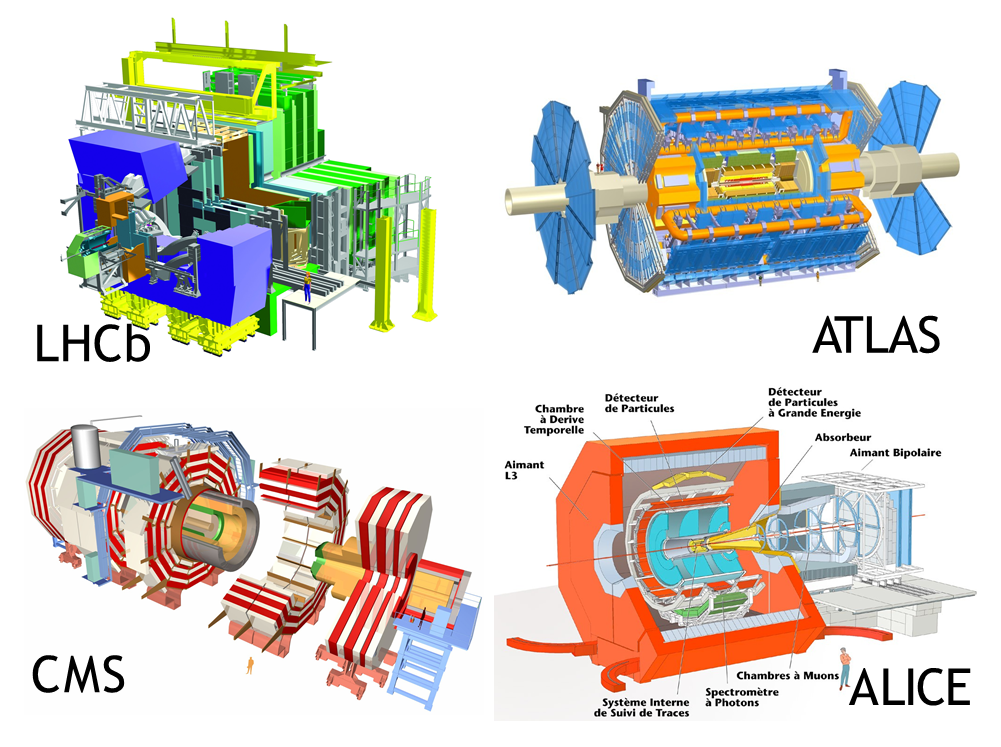 LHCb
ATLAS
CMS
Détecteur
de Particules
Détecteur
de Particules
à Grande Energie
Chambre
à Derive
Temporelle
Absorbeur
Aimant Bipolaire
Aimant
L3
Chambres à Muons
Spectromètre
à Photons
Système Interne
de Suivi de Traces
ALICE